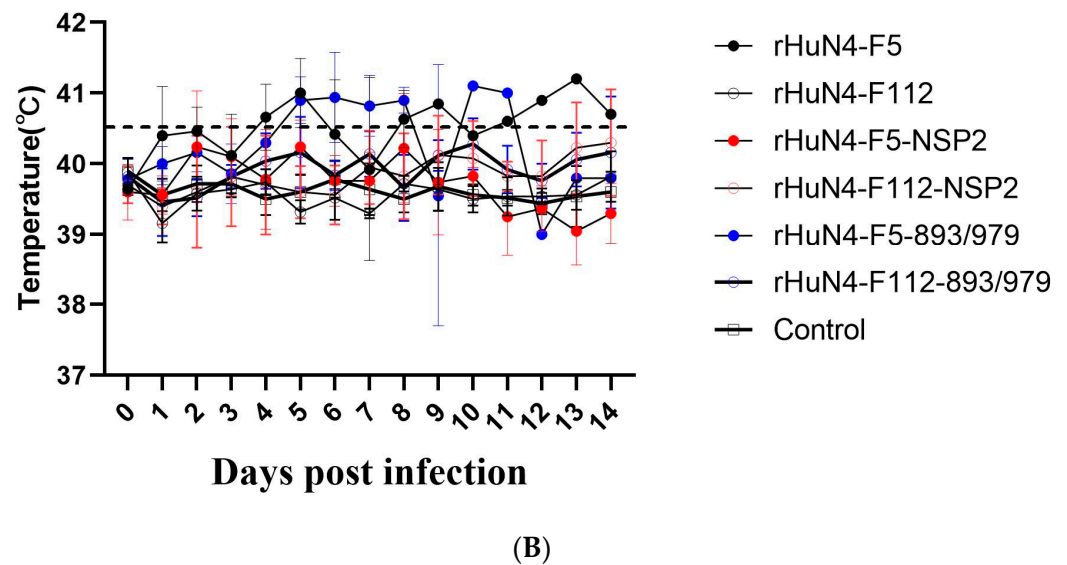 42
41
40
39
38
37
Temperature(°C)
0 1 2 3 4 5 6 7 8 9 10 11 12 13 14
Days post infection
rHuN4-F5
rHuN4-F112
rHuN4-F5-NSP2
rHuN4-F112-NSP2
rHuN4-F5-893/979
rHuN4-F112-893/979
Control
(B)